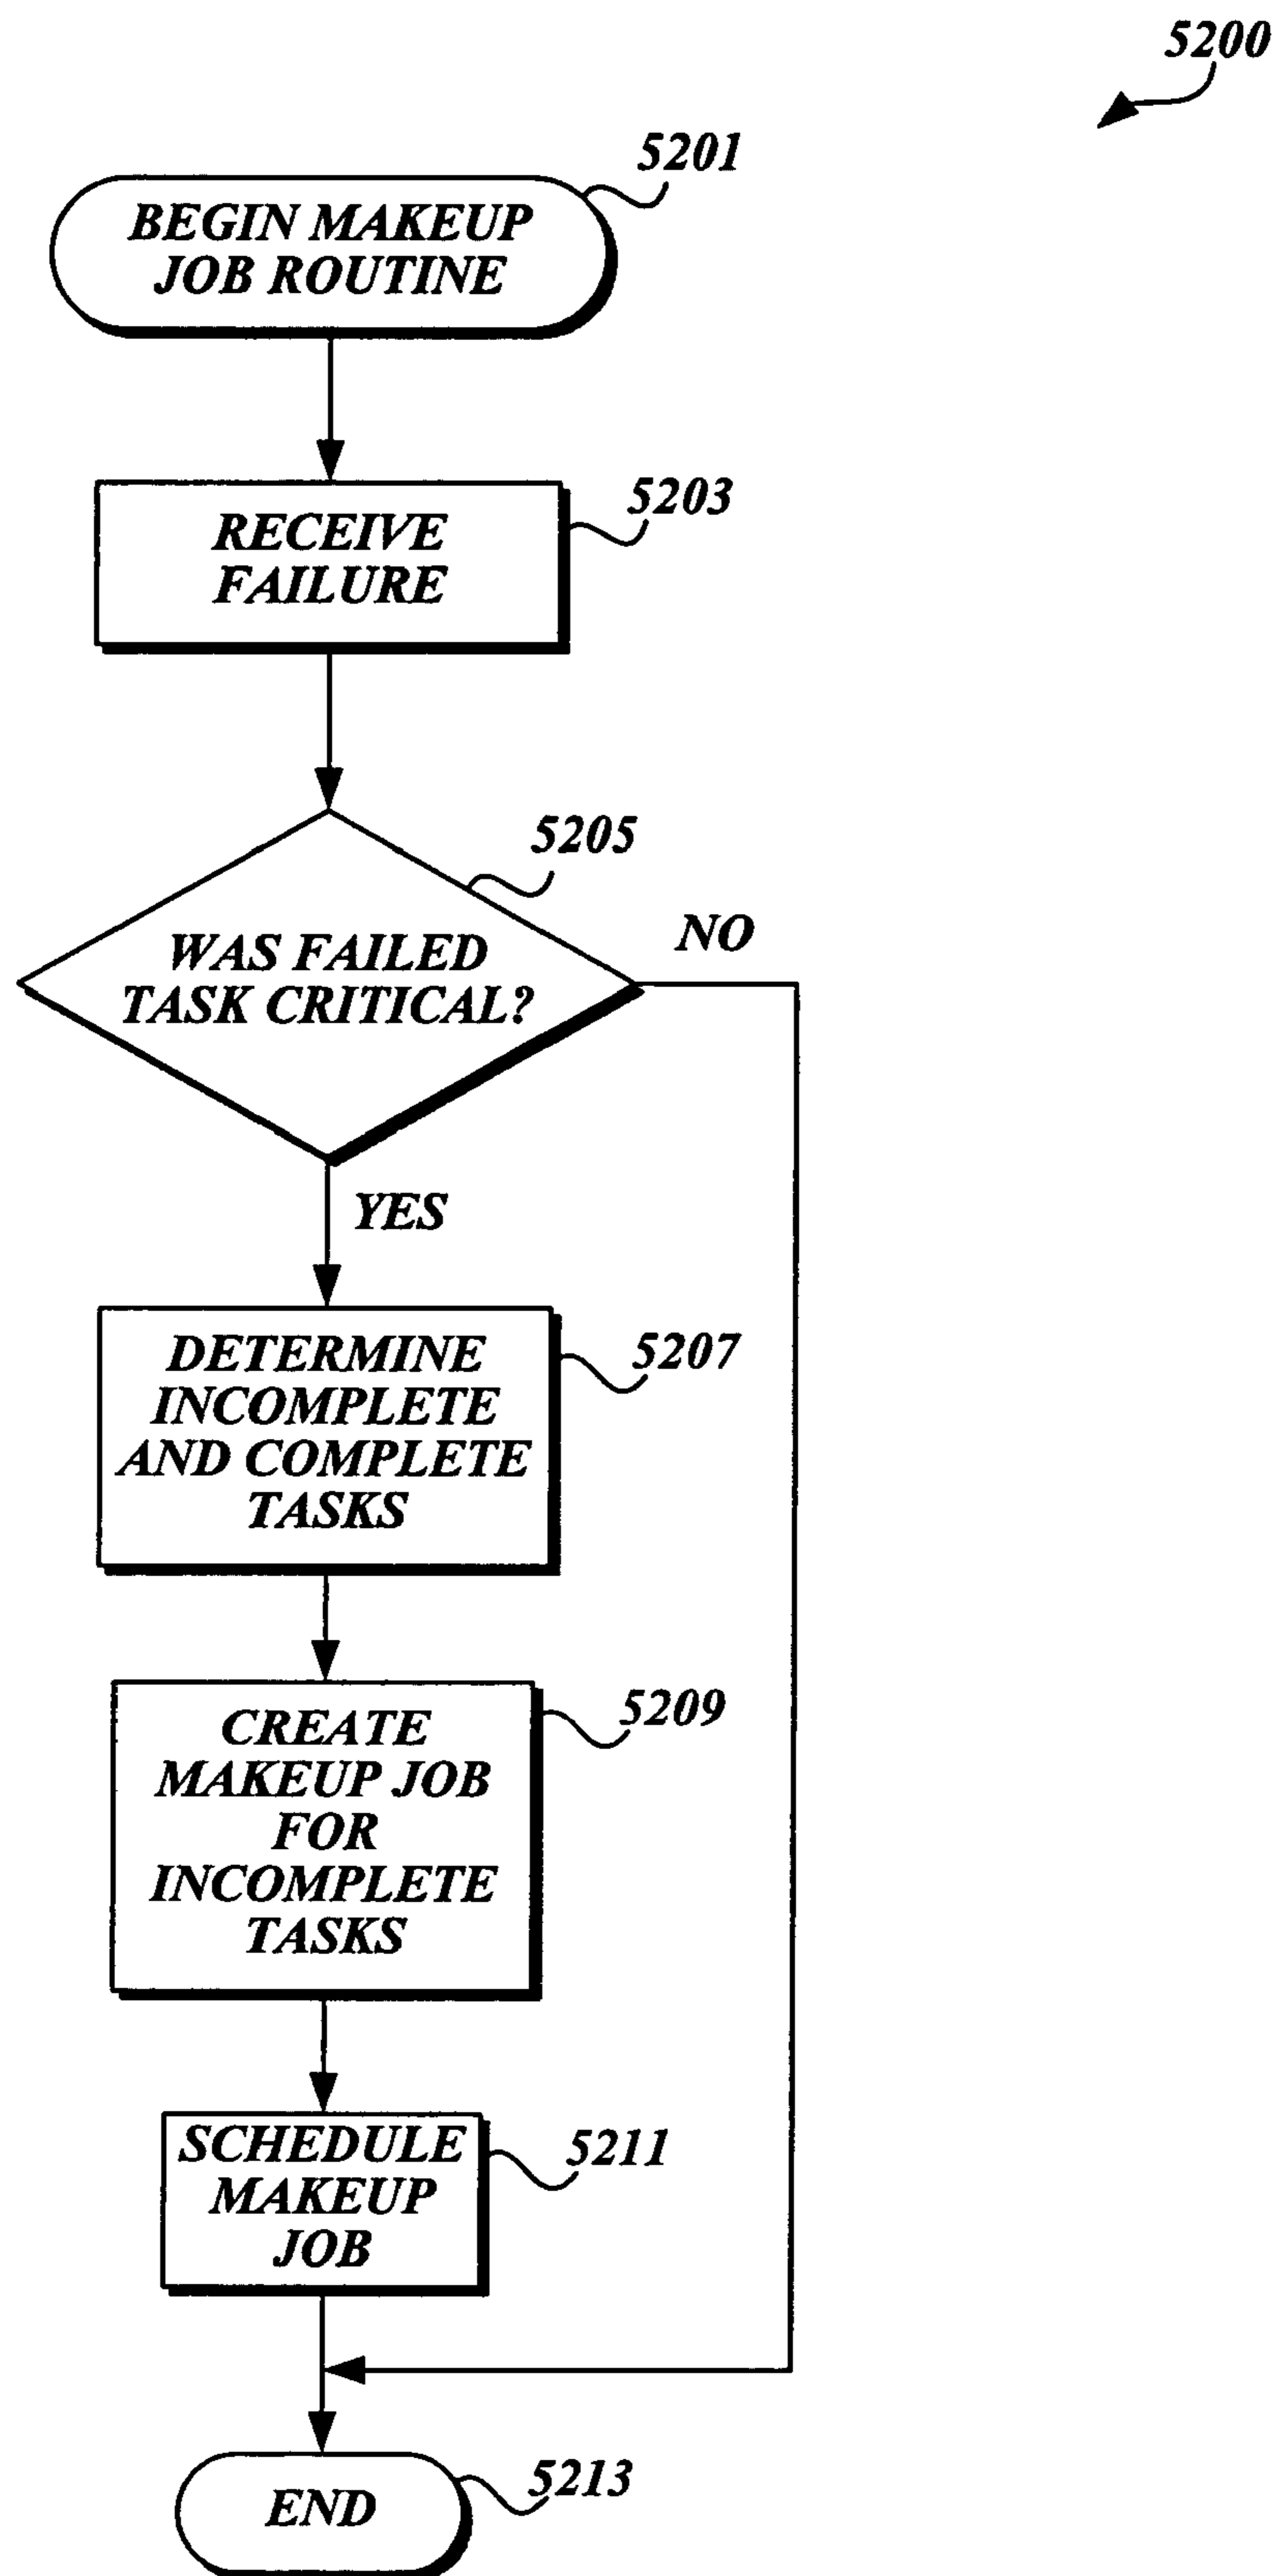 5200
5201
BEGIN MAKEUP
JOB ROUTINE
5203
RECEIVE
FAILURE
5205
WAS FAILED
TASK CRITICAL?
NO
YES
5207
DETERMINE
INCOMPLETE
AND COMPLETE
TASKS
5209
CREATE
MAKEUP JOB
FOR
INCOMPLETE
TASKS
5211
SCHEDULE
MAKEUP
JOB
5213
END